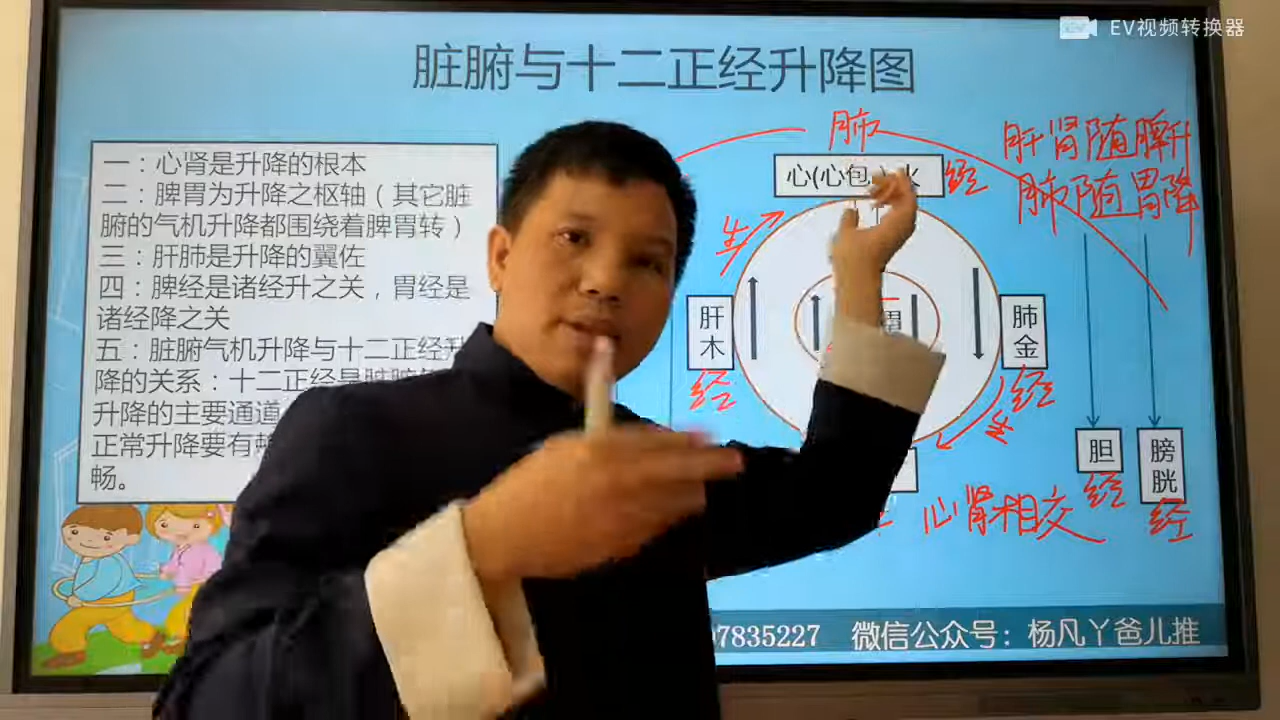 EV视频转换器
脏腑与十二正经升降图
一：心肾是升降的根本
二：脾胃为升降之枢轴（其它脏
腑的气机升降都围绕着脾胃转）
三：肝肺是升降的翼佐
四：脾经是诸经升之关，胃经是
诸经降之关
五：脏腑气机升降与十二正经升
降的关系：十二正经是脏腑
升降的主要通道
正常升降要有
畅。
肺
心(心包)火
经
肝肾随脾升
肺随胃降
生
肝
木
经
胃
肺
金
经
生
胆
经
膀
胱
经
心肾相交
7835227
微信公众号：杨凡丫爸儿推